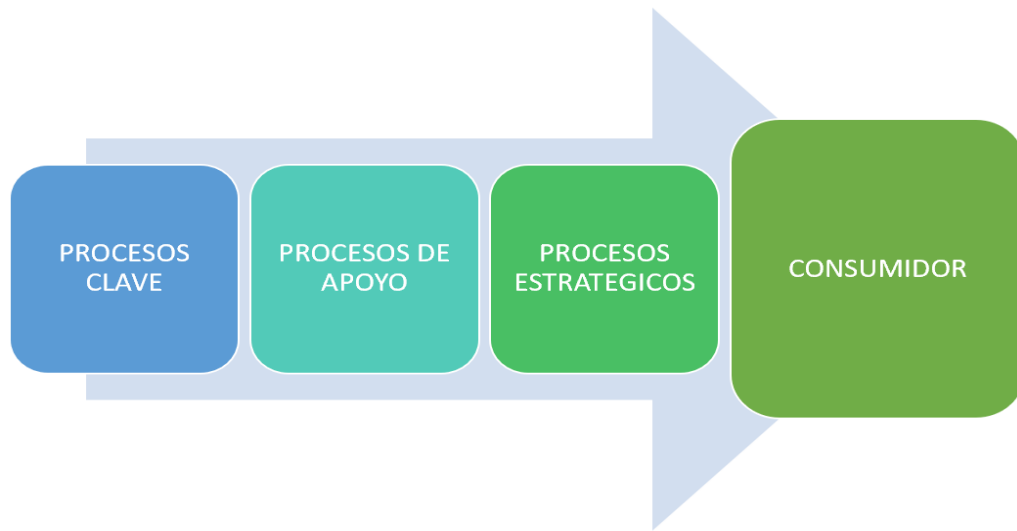 PROCESOS
CLAVE
PROCESOS DE
APOYO
PROCESOS
ESTRATEGICOS
CONSUMIDOR